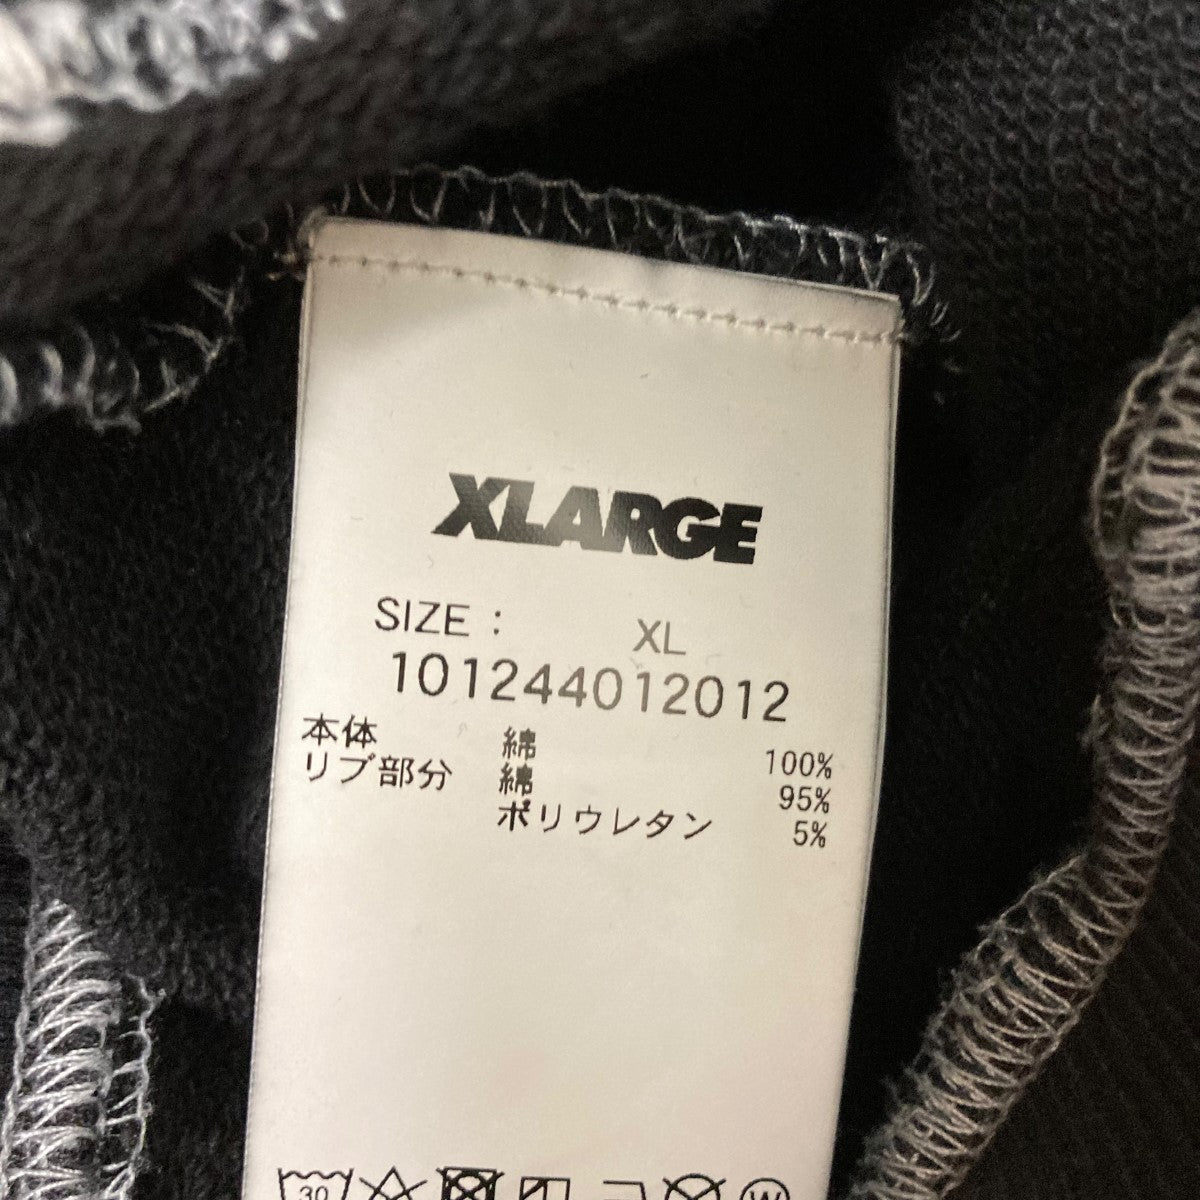 XLARGE
SIZE : XL
101244012012
本体 綿 100%
リブ部分 綿 95%
ポリウレタン 5%
30
W